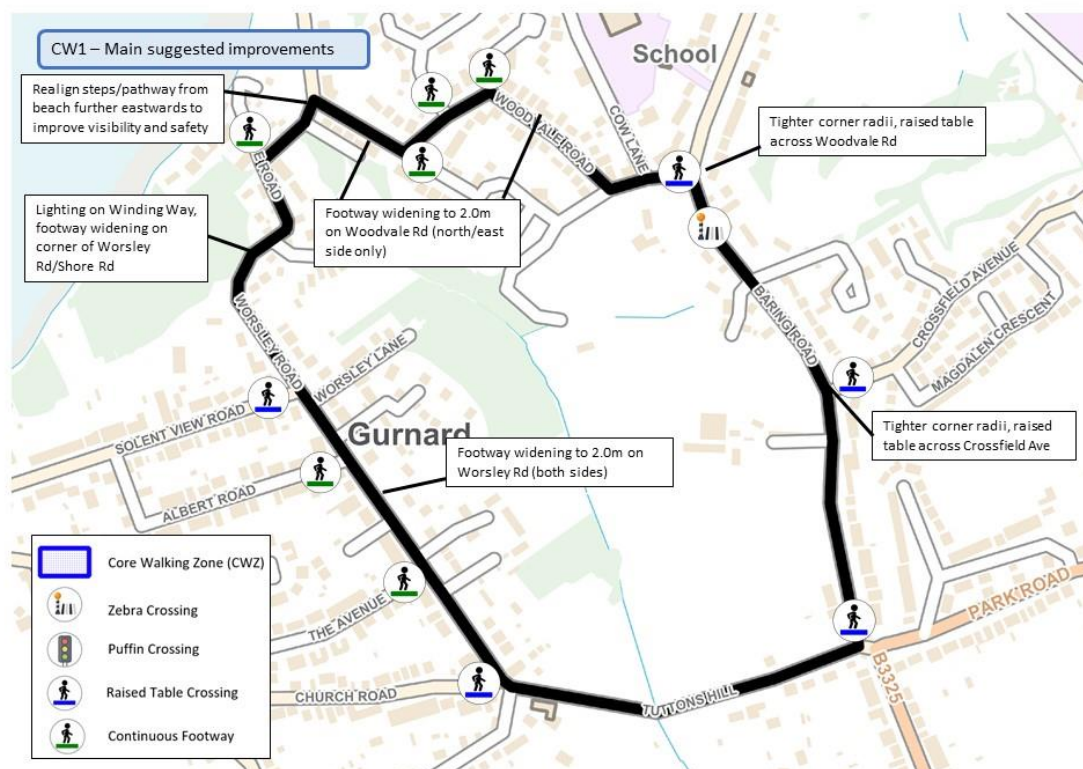 CW1 – Main suggested improvements
School
Realign steps/pathway from
beach further eastwards to
improve visibility and safety
WOODVALE ROAD
COW LANE
Tighter corner radii, raised table
across Woodvale Rd
E ROAD
Lighting on Winding Way,
footway widening on
corner of Worsley
Rd/Shore Rd
Footway widening to 2.0m
on Woodvale Rd (north/east
side only)
BARING ROAD
CROSSFIELD AVENUE
MAGDALEN CRESCENT
WORSLEY ROAD
WORSLEY LANE
SOLENT VIEW ROAD
Gurnard
Tighter corner radii, raised
table across Crossfield Ave
Footway widening to 2.0m on
Worsley Rd (both sides)
ALBERT ROAD
THE AVENUE
CHURCH ROAD
TUTTONS HILL
PARK ROAD
B3325
Core Walking Zone (CWZ)
Zebra Crossing
Puffin Crossing
Raised Table Crossing
Continuous Footway